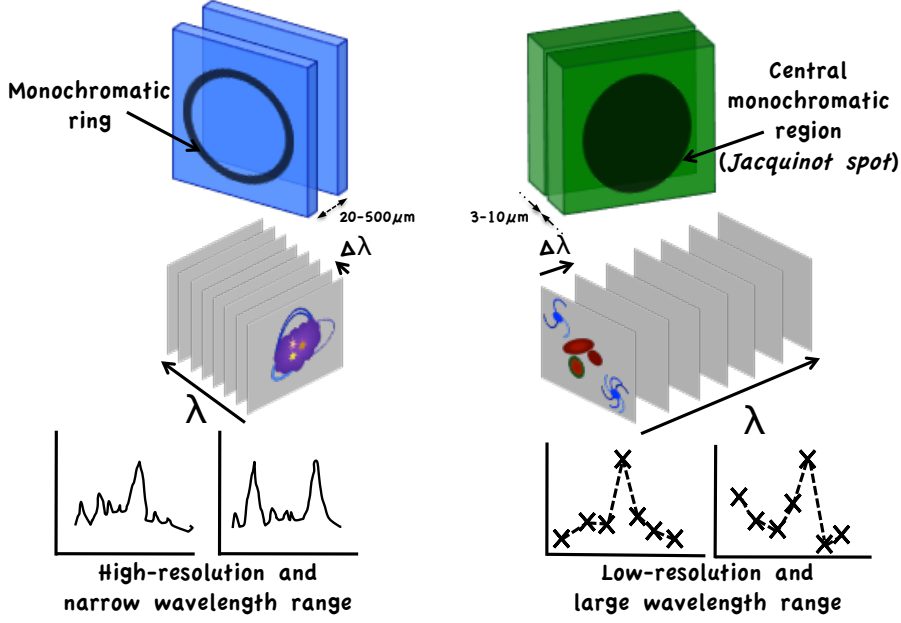 Monochromatic
ring
Central
monochromatic
region
(Jacquinot spot)
20-500μm
3-10μm
Δλ
Δλ
λ
λ
High-resolution and
narrow wavelength range
Low-resolution and
large wavelength range